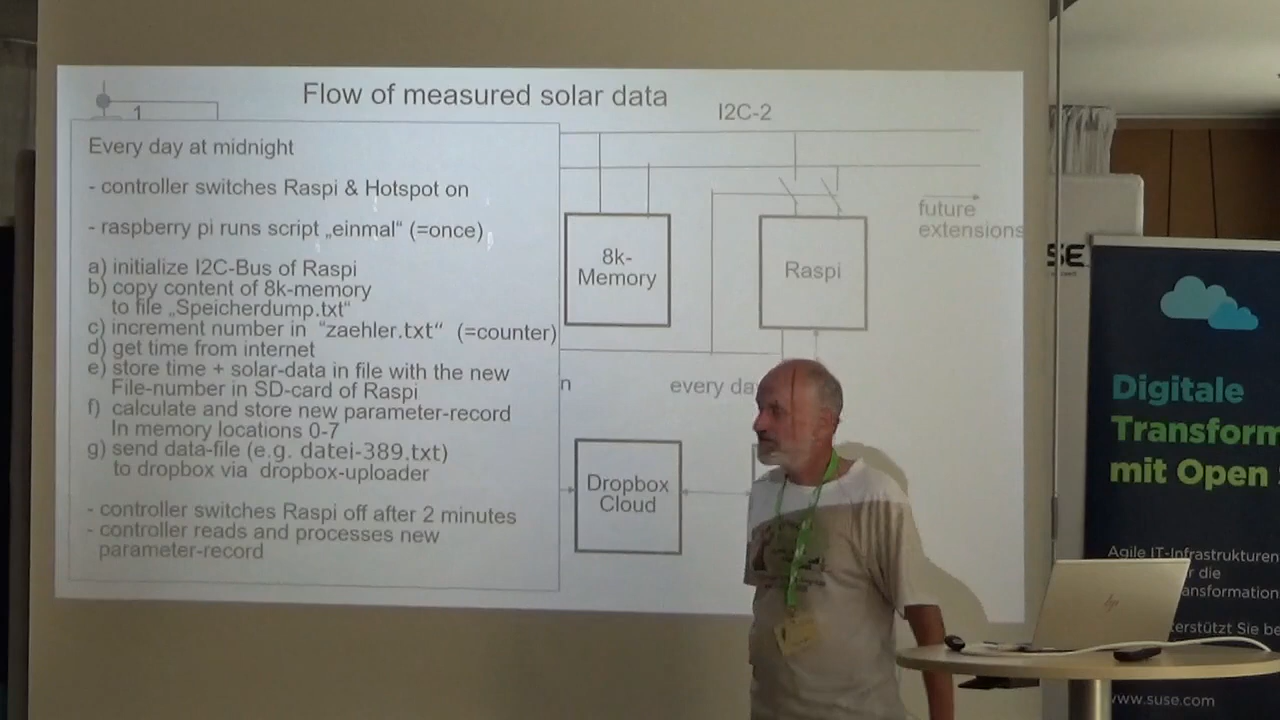 Flow of measured solar data
1
I2C-2
Every day at midnight
- controller switches Raspi & Hotspot on
- raspberry pi runs script „einmal“ (=once)
a) initialize I2C-Bus of Raspi
b) copy content of 8k-memory
to file „Speicherdump.txt“
c) increment number in “zaehler.txt“ (=counter)
d) get time from internet
e) store time + solar-data in file with the new
File-number in SD-card of Raspi
f) calculate and store new parameter-record
In memory locations 0-7
g) send data-file (e.g. datei-389.txt)
to dropbox via dropbox-uploader
- controller switches Raspi off after 2 minutes
- controller reads and processes new
parameter-record
8k-
Memory
Raspi
future
extensions
n
every da
Dropbox
Cloud
SE
Digitale
Transform
mit Open
Agile IT-Infrastrukturen
r die
ansformation
erstützt Sie be
www.suse.com
hp